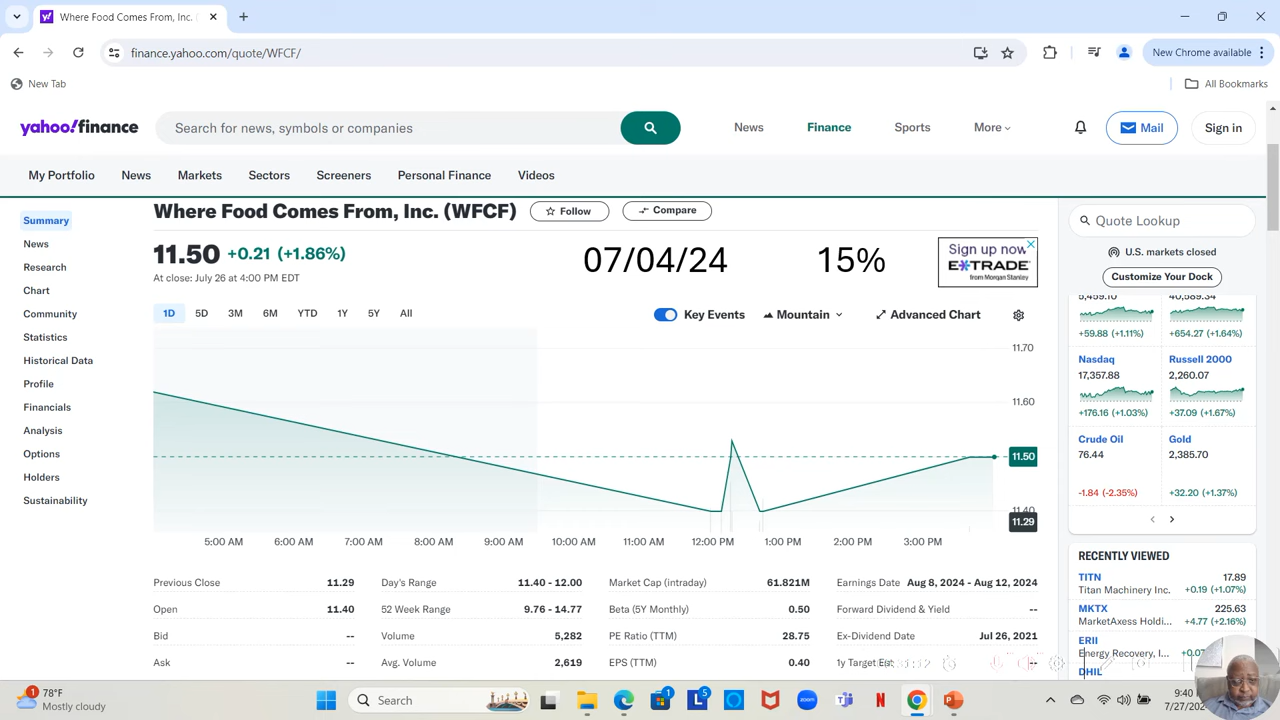 Where Food Comes From, Inc. (
New Chrome available
finance.yahoo.com/quote/WFCF/
New Tab
All Bookmarks
yahoo!finance
Search for news, symbols or companies
News
Finance
Sports
More
Mail
Sign in
My Portfolio
News
Markets
Sectors
Screeners
Personal Finance
Videos
Summary
News
Research
Chart
Community
Statistics
Historical Data
Profile
Financials
Analysis
Options
Holders
Sustainability
Where Food Comes From, Inc. (WFCF)
Follow
Compare
11.50 +0.21 (+1.86%)
At close: July 26 at 4:00 PM EDT
07/04/24
15%
Sign up now
E*TRADE
from Morgan Stanley
1D 5D 3M 6M YTD 1Y 5Y All
Key Events
Mountain
Advanced Chart
11.70
11.60
11.50
11.40
11.29
5:00 AM 6:00 AM 7:00 AM 8:00 AM 9:00 AM 10:00 AM 11:00 AM 12:00 PM 1:00 PM 2:00 PM 3:00 PM
Previous Close 11.29
Day's Range 11.40 - 12.00
Market Cap (intraday) 61.821M
Earnings Date Aug 8, 2024 - Aug 12, 2024
Open 11.40
52 Week Range 9.76 - 14.77
Beta (5Y Monthly) 0.50
Forward Dividend & Yield --
Bid --
Volume 5,282
PE Ratio (TTM) 28.75
Ex-Dividend Date Jul 26, 2021
Ask --
Avg. Volume 2,619
EPS (TTM) 0.40
1y Target Est --
Quote Lookup
U.S. markets closed
Customize Your Dock
5,459.10
40,589.34
+59.88 (+1.11%)
+654.27 (+1.64%)
Nasdaq
Russell 2000
17,357.88
2,260.07
+176.16 (+1.03%)
+37.09 (+1.67%)
Crude Oil
Gold
76.44
2,385.70
-1.84 (-2.35%)
+32.20 (+1.37%)
RECENTLY VIEWED
TITN 17.89
Titan Machinery Inc. +0.19 (+1.07%)
MKTX 225.63
MarketAxess Holdi... +4.77 (+2.16%)
ERII
Energy Recovery, I...
DHIL
1
78°F
Mostly cloudy
Search
1
5
9:40
7/27/202